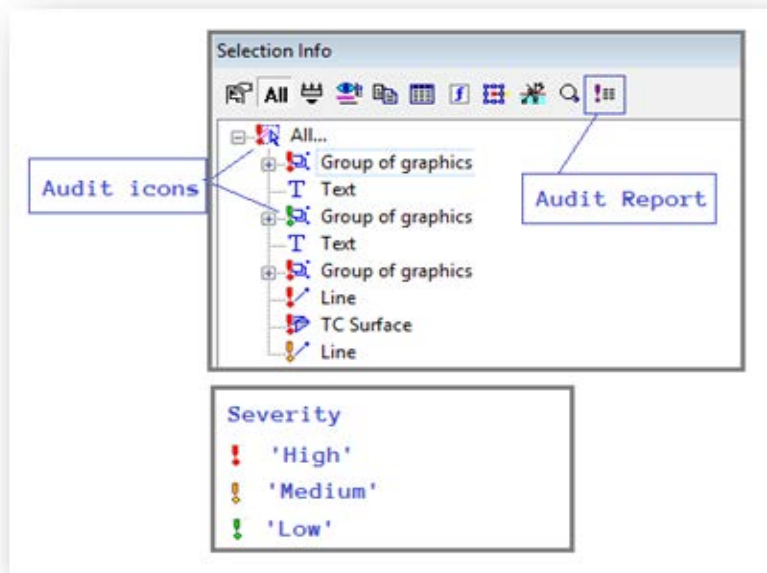 Selection Info
All
All...
Group of graphics
Audit icons
Text
Audit Report
Group of graphics
Text
Group of graphics
Line
TC Surface
Line
Severity
'High'
'Medium'
'Low'